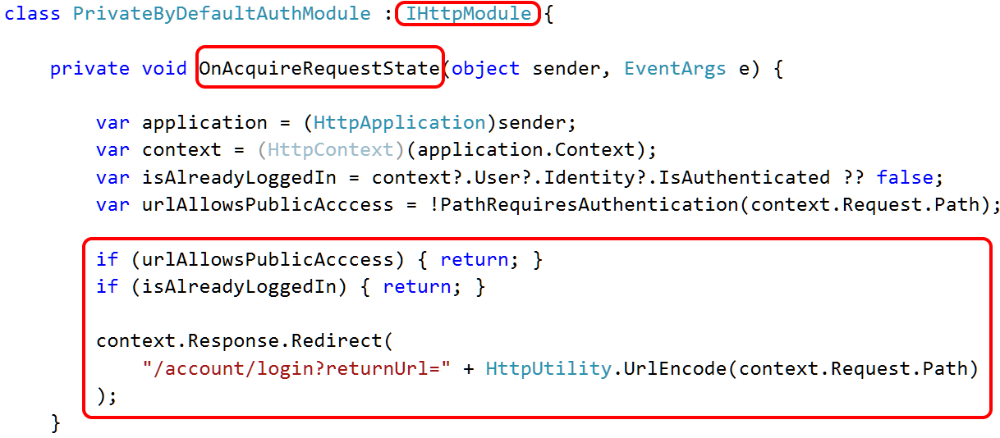 class PrivateByDefaultAuthModule : IHttpModule {
private void OnAcquireRequestState(object sender, EventArgs e) {
var application = (HttpApplication)sender;
var context = (HttpContext)(application.Context);
var isAlreadyLoggedIn = context?.User?.Identity?.IsAuthenticated ?? false;
var urlAllowsPublicAcccess = !PathRequiresAuthentication(context.Request.Path);
if (urlAllowsPublicAcccess) { return; }
if (isAlreadyLoggedIn) { return; }
context.Response.Redirect(
"/account/login?returnUrl=" + HttpUtility.UrlEncode(context.Request.Path)
);
}